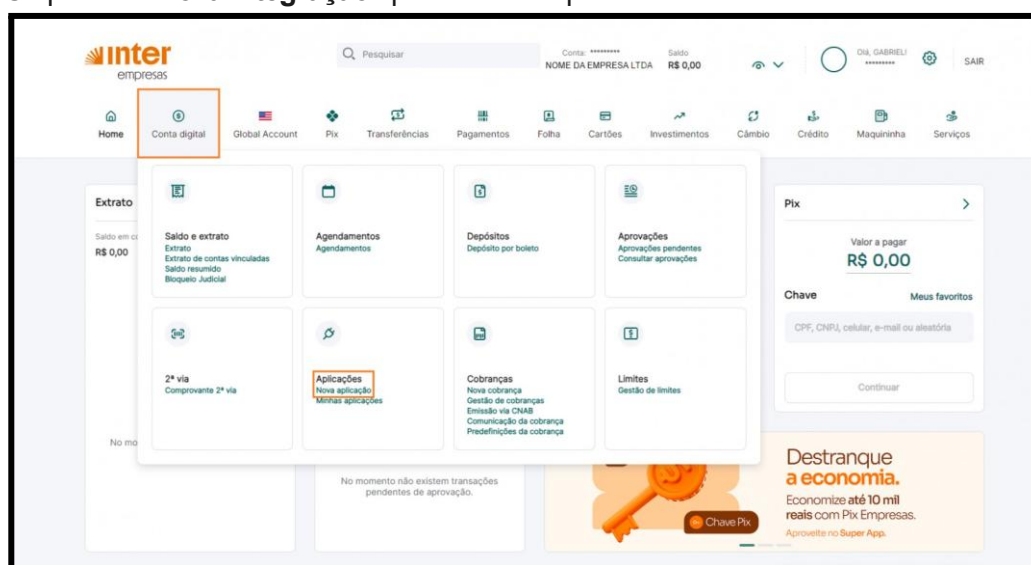 inter
empresas
Pesquisar
Conta: *********
NOME DA EMPRESA LTDA
Saldo
R$ 0,00
Olá, GABRIEL!
*********
SAIR
Home
Conta digital
Global Account
Pix
Transferências
Pagamentos
Folha
Cartões
Investimentos
Câmbio
Crédito
Maquininha
Serviços
Extrato
Saldo em c
R$ 0,00
No mo
Saldo e extrato
Extrato
Extrato de contas vinculadas
Saldo resumido
Bloqueio Judicial
Agendamentos
Agendamentos
Depósitos
Depósito por boleto
Aprovações
Aprovações pendentes
Consultar aprovações
2ª via
Comprovante 2ª via
Aplicações
Nova aplicação
Minhas aplicações
Cobranças
Nova cobrança
Gestão de cobranças
Emissão via CNAB
Comunicação da cobrança
Predefinições da cobrança
Limites
Gestão de limites
No momento não existem transações
pendentes de aprovação.
Pix
Valor a pagar
R$ 0,00
Chave
Meus favoritos
CPF, CNPJ, celular, e-mail ou aleatória
Continuar
Chave Pix
Destranque
a economia.
Economize até 10 mil
reais com Pix Empresas.
Aproveite no Super App.